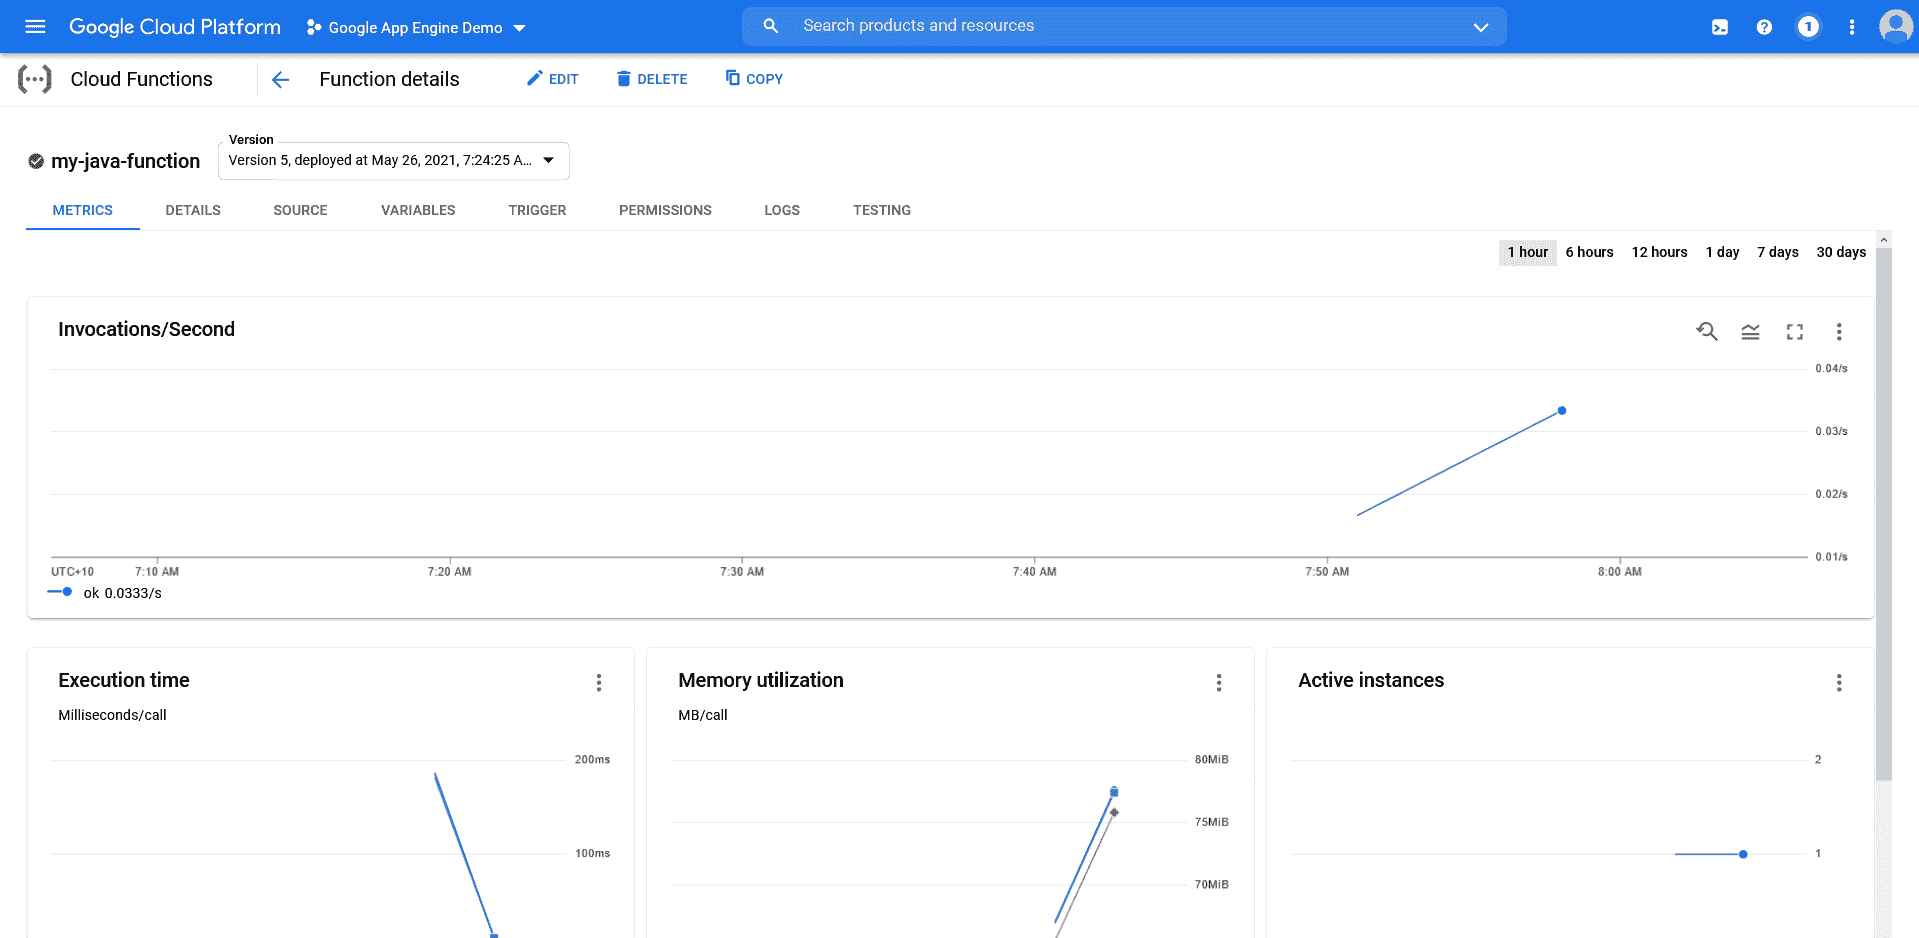 Google Cloud Platform
Google App Engine Demo
Search products and resources
1
Cloud Functions
Function details
EDIT
DELETE
COPY
my-java-function
Version
Version 5, deployed at May 26, 2021, 7:24:25 A...
METRICS
DETAILS
SOURCE
VARIABLES
TRIGGER
PERMISSIONS
LOGS
TESTING
1 hour
6 hours
12 hours
1 day
7 days
30 days
Invocations/Second
0.04/s
0.03/s
0.02/s
0.01/s
UTC+10
7:10 AM
7:20 AM
7:30 AM
7:40 AM
7:50 AM
8:00 AM
ok 0.0333/s
Execution time
Milliseconds/call
200ms
100ms
Memory utilization
MB/call
80MiB
75MiB
70MiB
Active instances
2
1